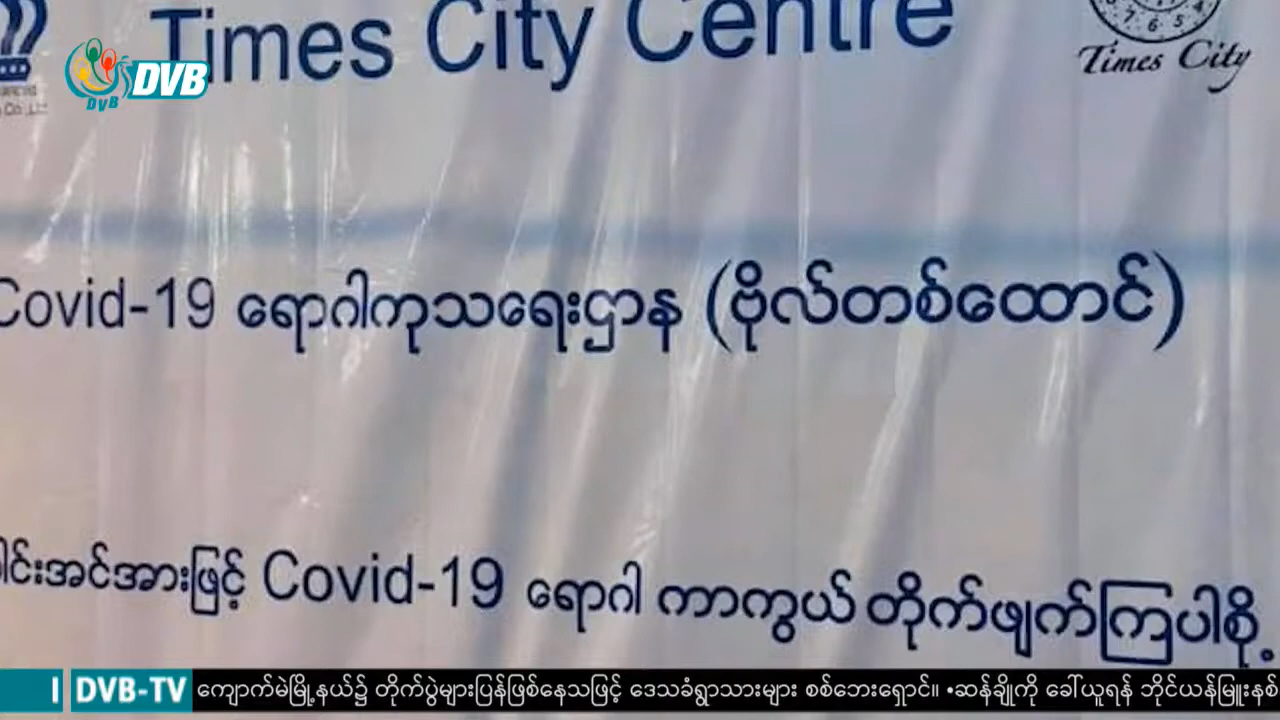 Times City Centre
Times City
DVB
DVB
Co.,Ltd
Covid-19 ရောဂါကုသရေးဌာန (ဗိုလ်တစ်ထောင်)
ပါင်းအင်အားဖြင့် Covid-19 ရောဂါ ကာကွယ် တိုက်ဖျက်ကြပါစို့
DVB-TV ကျောက်မဲမြို့နယ်၌ တိုက်ပွဲများပြန်ဖြစ်နေသဖြင့် ဒေသခံရွာသားများ စစ်ဘေးရှောင်။ •ဆန်ချိုကို ခေါ်ယူရန် ဘိုင်ယန်မြူးနစ်